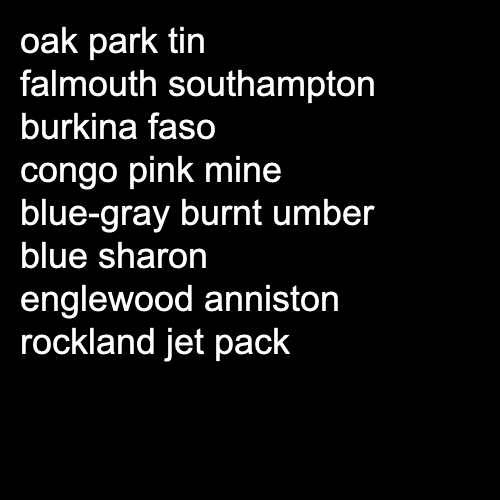 oak park tin
falmouth southampton
burkina faso
congo pink mine
blue-gray burnt umber
blue sharon
englewood anniston
rockland jet pack